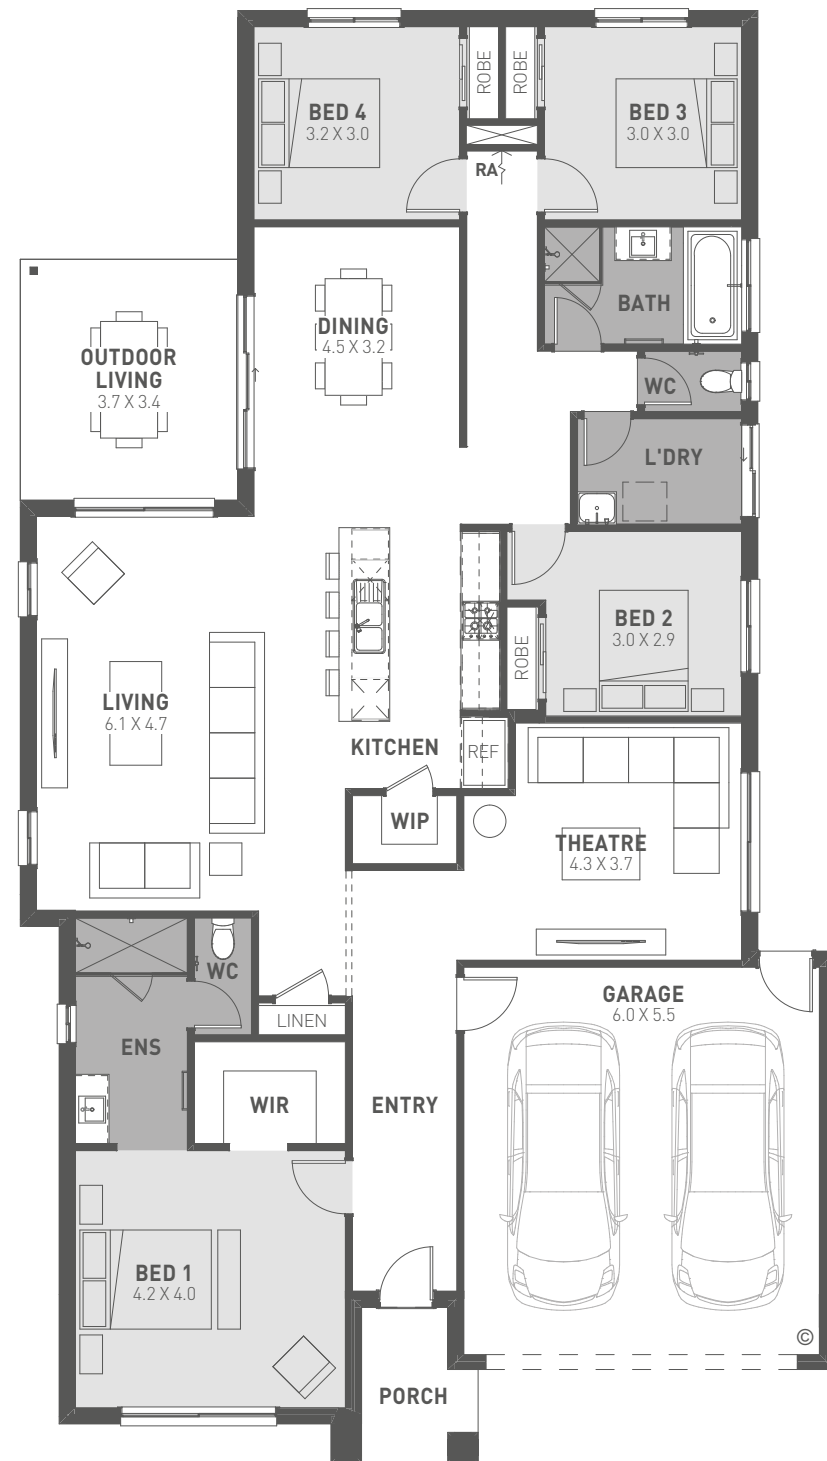 ROBE
ROBE
BED 4
3.2 X 3.0
BED 3
3.0 X 3.0
RA
BATH
DINING
4.5 X 3.2
OUTDOOR
LIVING
3.7 X 3.4
WC
L'DRY
BED 2
3.0 X 2.9
ROBE
LIVING
6.1 X 4.7
KITCHEN
REF
WIP
THEATRE
4.3 X 3.7
WC
GARAGE
6.0 X 5.5
LINEN
ENS
WIR
ENTRY
BED 1
4.2 X 4.0
©
PORCH